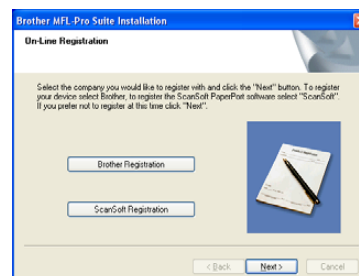 Brother MFL-Pro Suite Installation
On-Line Registration
Select the company you would like to register with and click the "Next" button. To register
your device select Brother, to register the ScanSoft PaperPort software select "ScanSoft".
If you prefer not to register at this time click "Next".
Brother Registration
ScanSoft Registration
< Back
Next >
Cancel